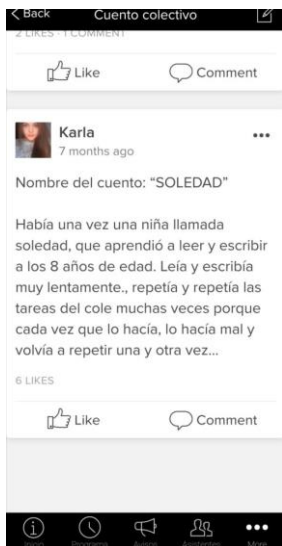 Back Cuento colectivo
2 LIKES · 1 COMMENT
Like Comment
Karla
7 months ago
Nombre del cuento: “SOLEDAD”
Había una vez una niña llamada
soledad, que aprendió a leer y escribir
a los 8 años de edad. Leía y escribía
muy lentamente., repetía y repetía las
tareas del cole muchas veces porque
cada vez que lo hacía, lo hacía mal y
volvía a repetir una y otra vez...
6 LIKES
Like Comment
Inicio Programa Avisos Asistentes More